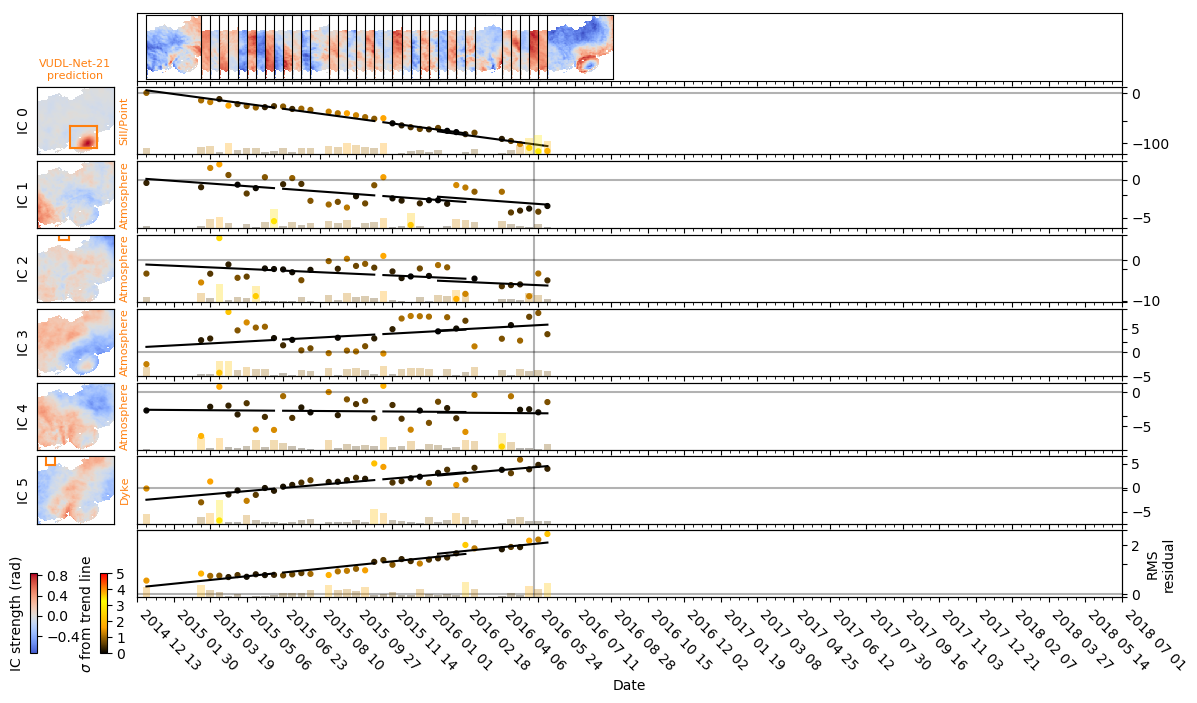 VUDL-Net-21
prediction
IC 0
Sill/Point
0
−100
IC 1
Atmosphere
0
−5
IC 2
Atmosphere
0
−10
IC 3
Atmosphere
5
0
−5
IC 4
Atmosphere
0
−5
IC 5
Dyke
5
0
−5
2
0
RMS
residual
IC strength (rad)
0.8
0.4
0.0
−0.4
σ from trend line
5
4
3
2
1
0
2014 12 13
2015 01 30
2015 03 19
2015 05 06
2015 06 23
2015 08 10
2015 09 27
2015 11 14
2016 01 01
2016 02 18
2016 04 06
2016 05 24
2016 07 11
2016 08 28
2016 10 15
2016 12 02
2017 01 19
2017 03 08
2017 04 25
2017 06 12
2017 07 30
2017 09 16
2017 11 03
2017 12 21
2018 02 07
2018 03 27
2018 05 14
2018 07 01
Date